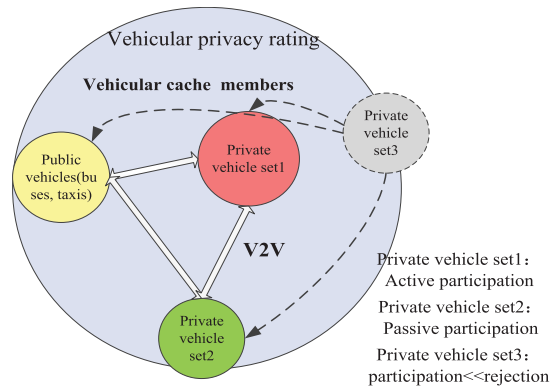 Vehicular privacy rating
Vehicular cache members
Private
vehicle
set3
Private
vehicle set1
Public
vehicles(bu
ses, taxis)
V2V
Private vehicle set1：
Active participation
Private vehicle set2：
Passive participation
Private vehicle set3：
participation<<rejection
Private
vehicle
set2